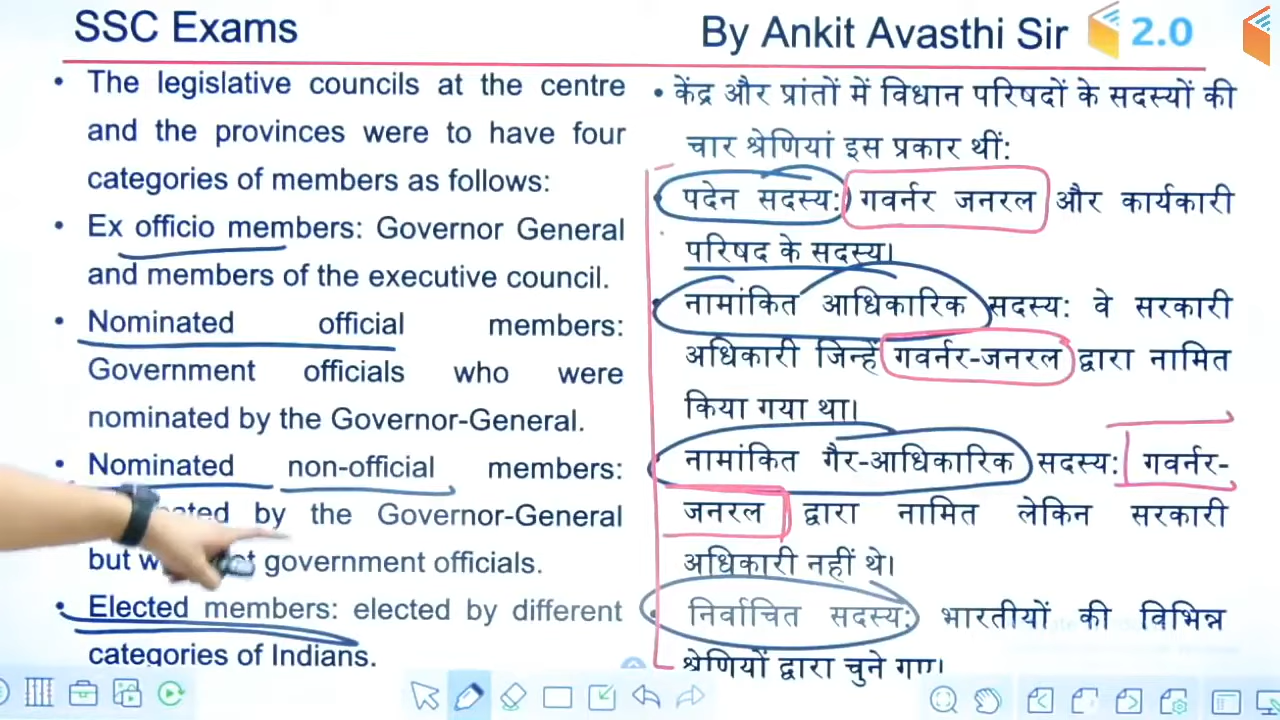 SSC Exams
By Ankit Avasthi Sir
2.0
• The legislative councils at the centre
and the provinces were to have four
categories of members as follows:
• Ex officio members: Governor General
and members of the executive council.
• Nominated official members:
Government officials who were
nominated by the Governor-General.
• Nominated non-official members:
by the Governor-General
but government officials.
• Elected members: elected by different
categories of Indians.
• केंद्र और प्रांतों में विधान परिषदों के सदस्यों की
चार श्रेणियां इस प्रकार थीं:
• पदेन सदस्य: गवर्नर जनरल और कार्यकारी
परिषद के सदस्य।
• नामांकित आधिकारिक सदस्य: वे सरकारी
अधिकारी जिन्हें गवर्नर-जनरल द्वारा नामित
किया गया था।
• नामांकित गैर-आधिकारिक सदस्य: गवर्नर-
जनरल द्वारा नामित लेकिन सरकारी
अधिकारी नहीं थे।
• निर्वाचित सदस्य: भारतीयों की विभिन्न
श्रेणियों द्वारा चुने गए।